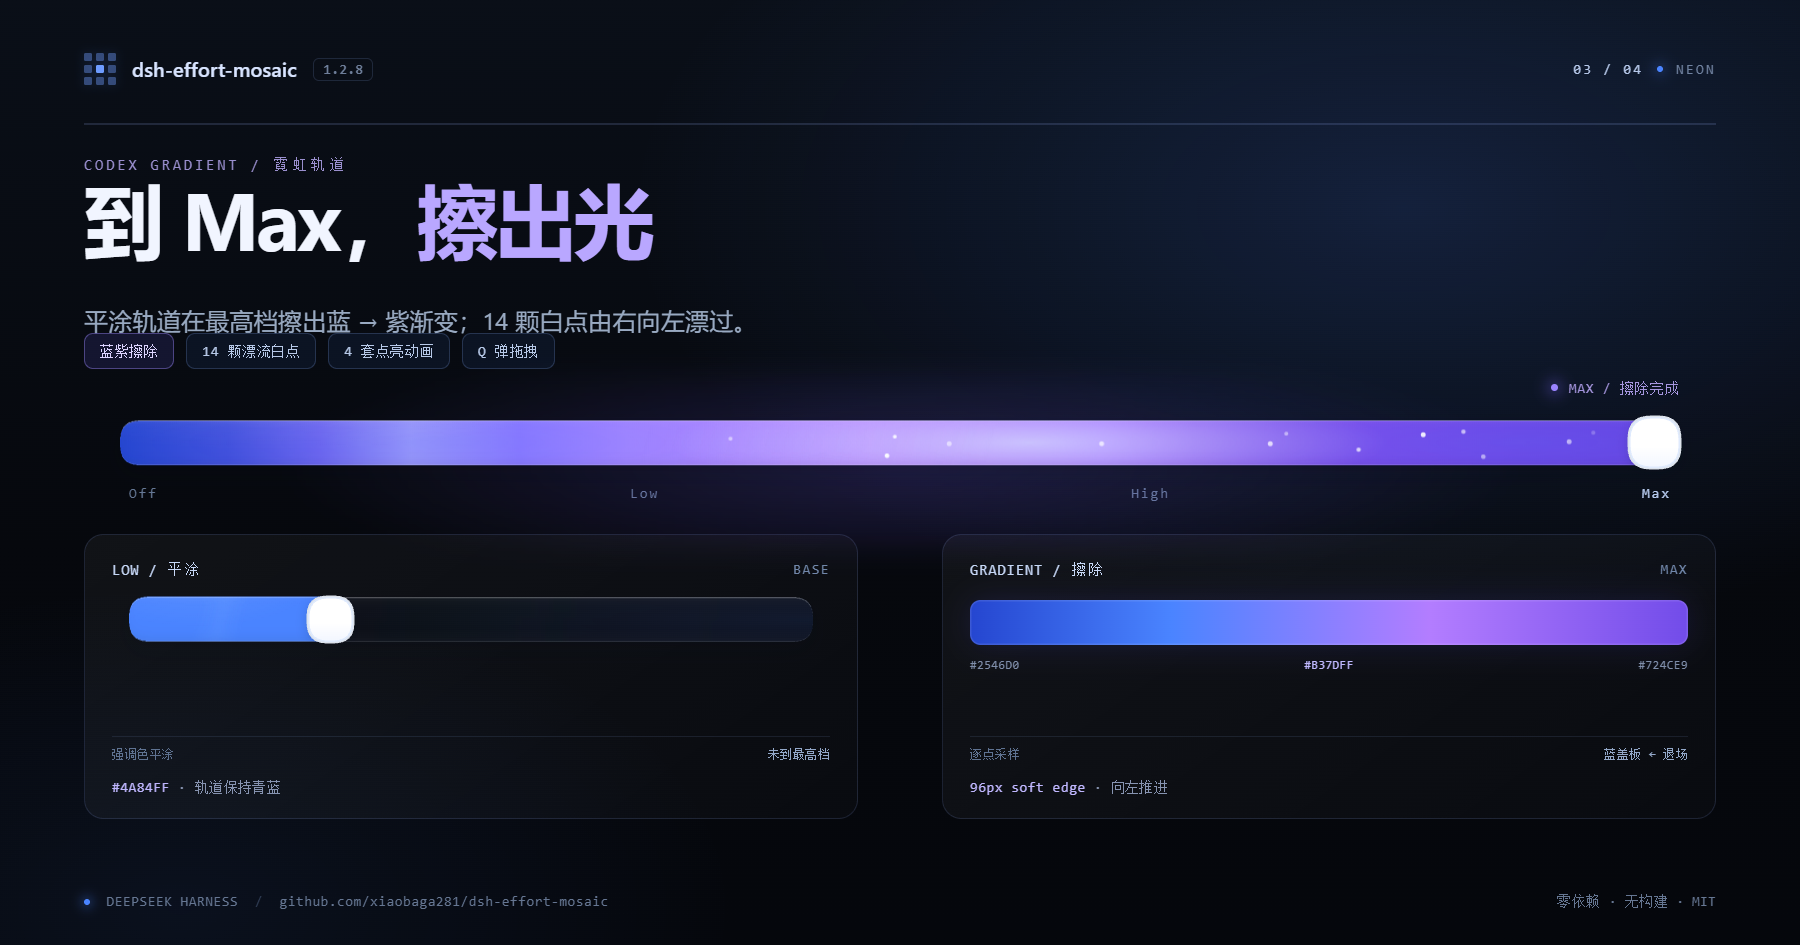 dsh-effort-mosaic 1.2.8
03 / 04 NEON
CODEX GRADIENT / 霓虹轨道
到 Max，擦出光
平涂轨道在最高档擦出蓝 → 紫渐变；14 颗白点由右向左漂过。
蓝紫擦除 14 颗漂流白点 4 套点亮动画 Q 弹拖拽
MAX / 擦除完成
Off Low High Max
LOW / 平涂 BASE
强调色平涂 未到最高档
#4A84FF · 轨道保持青蓝
GRADIENT / 擦除 MAX
#2546D0 #B37DFF #724CE9
逐点采样 蓝盖板 ← 退场
96px soft edge · 向左推进
DEEPSEEK HARNESS / github.com/xiaobaga281/dsh-effort-mosaic
零依赖 · 无构建 · MIT